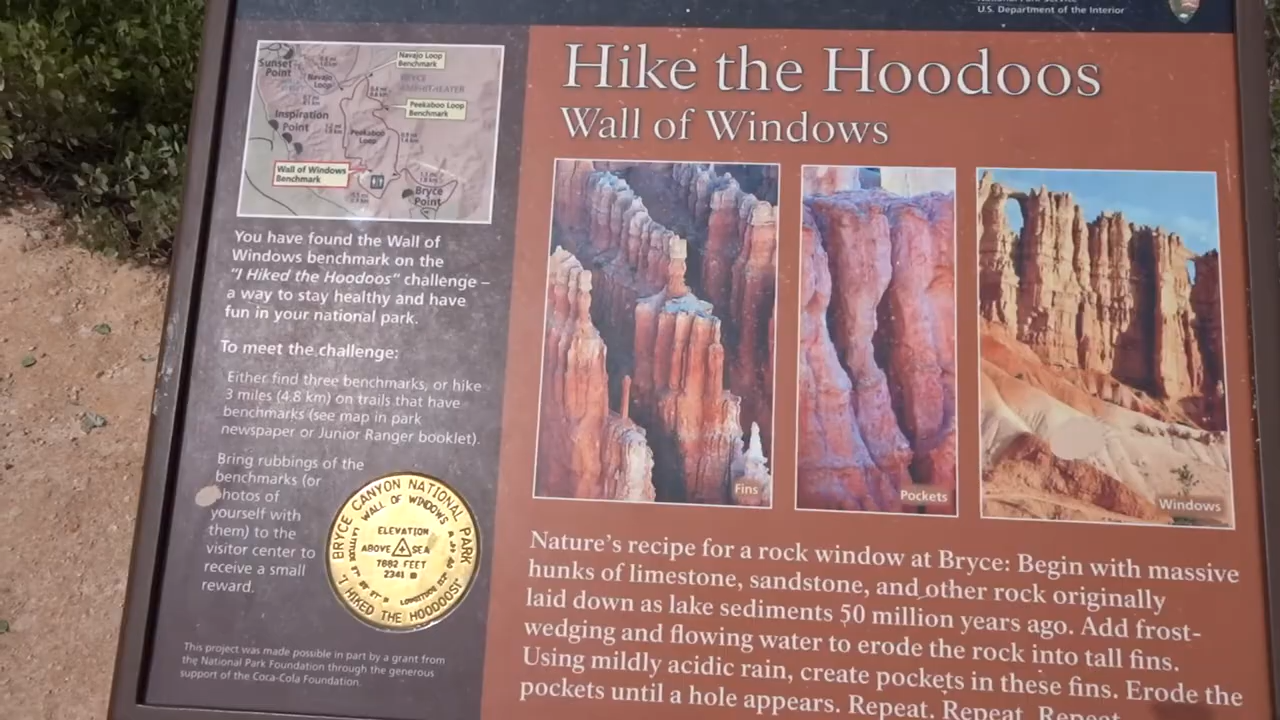 U.S. Department of the Interior
Hike the Hoodoos
Wall of Windows
Sunset
Point
Navajo
Loop
Navajo Loop
Benchmark
BRYCE
AMPHITHEATER
Peekaboo Loop
Benchmark
Inspiration
Point
Peekaboo
Loop
Wall of Windows
Benchmark
Bryce
Point
You have found the Wall of
Windows benchmark on the
"I Hiked the Hoodoos" challenge –
a way to stay healthy and have
fun in your national park.
To meet the challenge:
Either find three benchmarks, or hike
3 miles (4.8 km) on trails that have
benchmarks (see map in park
newspaper or Junior Ranger booklet).
Bring rubbings of the
benchmarks (or
photos of
yourself with
them) to the
visitor center to
receive a small
reward.
BRYCE CANYON NATIONAL PARK
WALL OF WINDOWS
ELEVATION
ABOVE SEA
7882 FEET
2341
"I HIKED THE HOODOOS!"
This project was made possible in part by a grant from
the National Park Foundation through the generous
support of the Coca-Cola Foundation.
Fins
Pockets
Windows
Nature's recipe for a rock window at Bryce: Begin with massive
hunks of limestone, sandstone, and other rock originally
laid down as lake sediments 50 million years ago. Add frost-
wedging and flowing water to erode the rock into tall fins.
Using mildly acidic rain, create pockets in these fins. Erode the
pockets until a hole appears. Repeat. Repeat. Repeat.